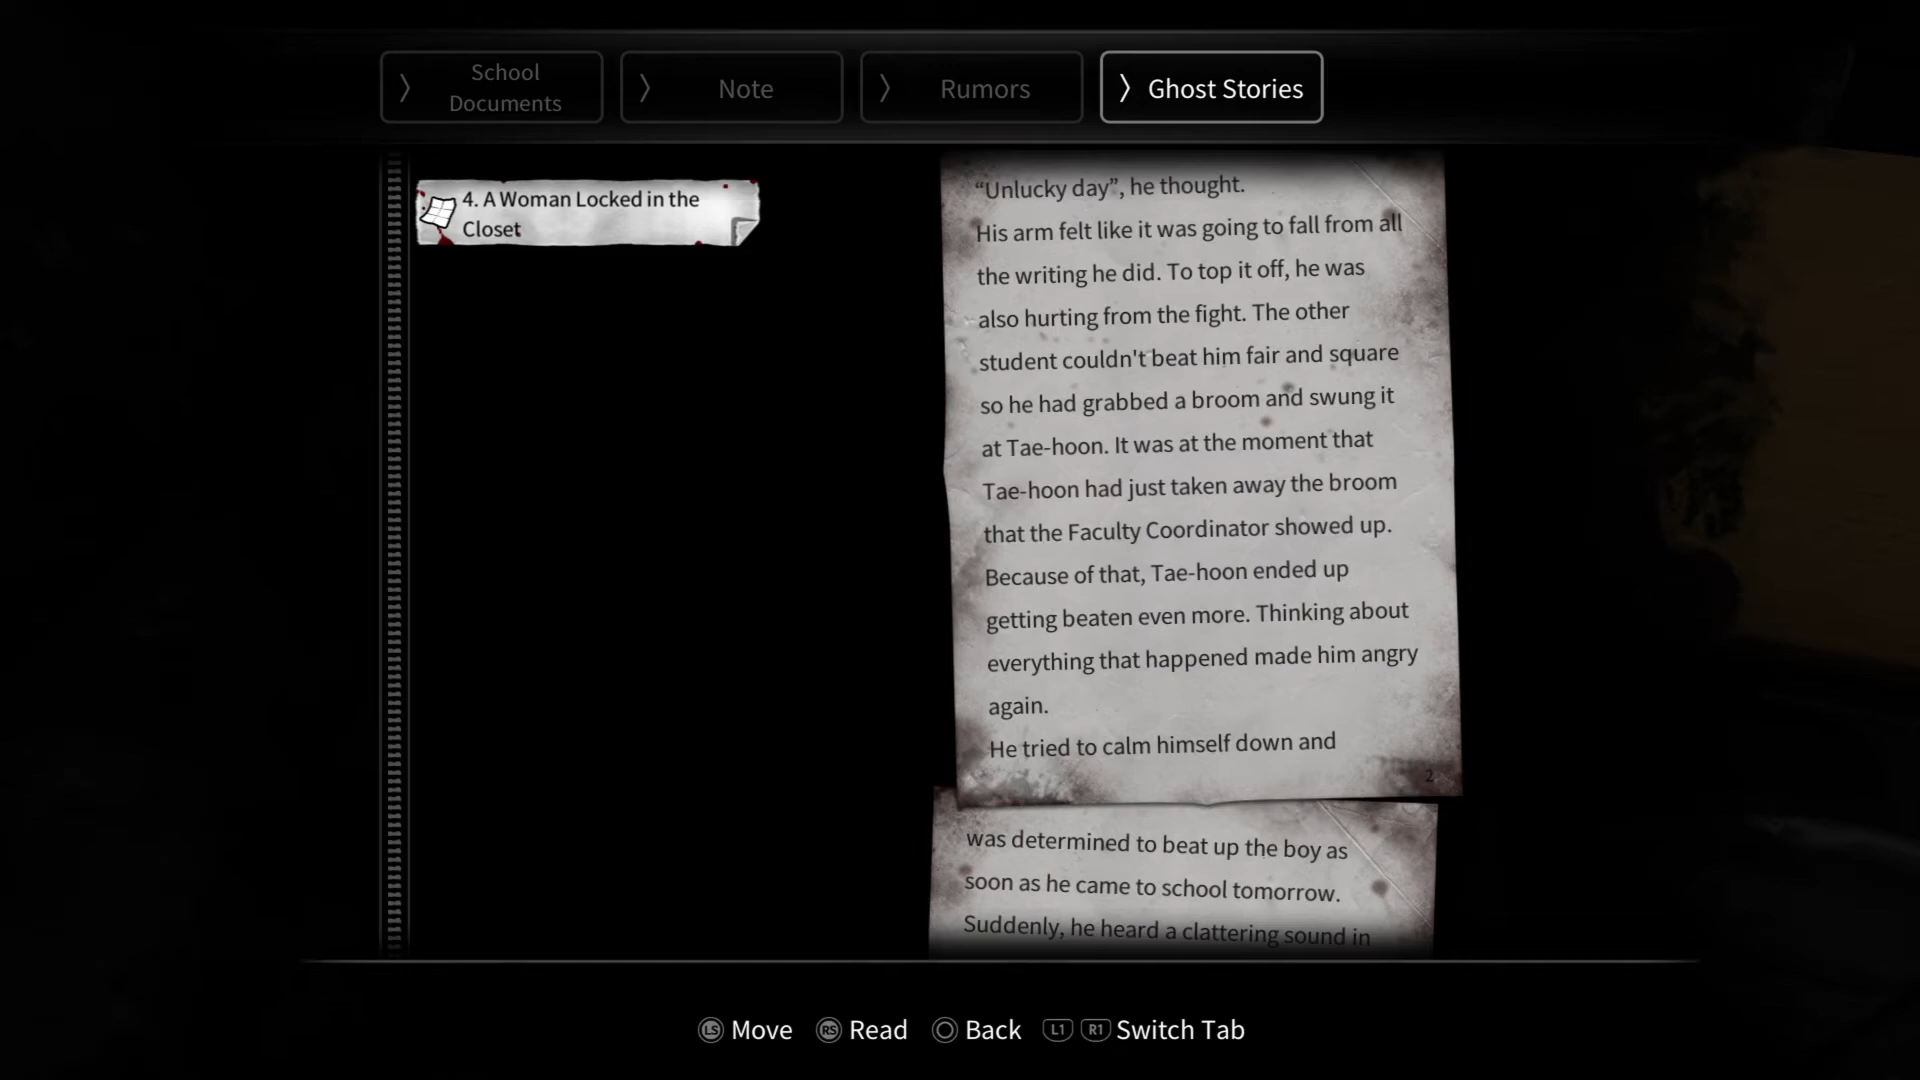 School
Documents
Note
Rumors
Ghost Stories
4. A Woman Locked in the
Closet
“Unlucky day”, he thought.
His arm felt like it was going to fall from all
the writing he did. To top it off, he was
also hurting from the fight. The other
student couldn't beat him fair and square
so he had grabbed a broom and swung it
at Tae-hoon. It was at the moment that
Tae-hoon had just taken away the broom
that the Faculty Coordinator showed up.
Because of that, Tae-hoon ended up
getting beaten even more. Thinking about
everything that happened made him angry
again.
He tried to calm himself down and
2
was determined to beat up the boy as
soon as he came to school tomorrow.
Suddenly, he heard a clattering sound in
LS Move RS Read Back L1 R1 Switch Tab